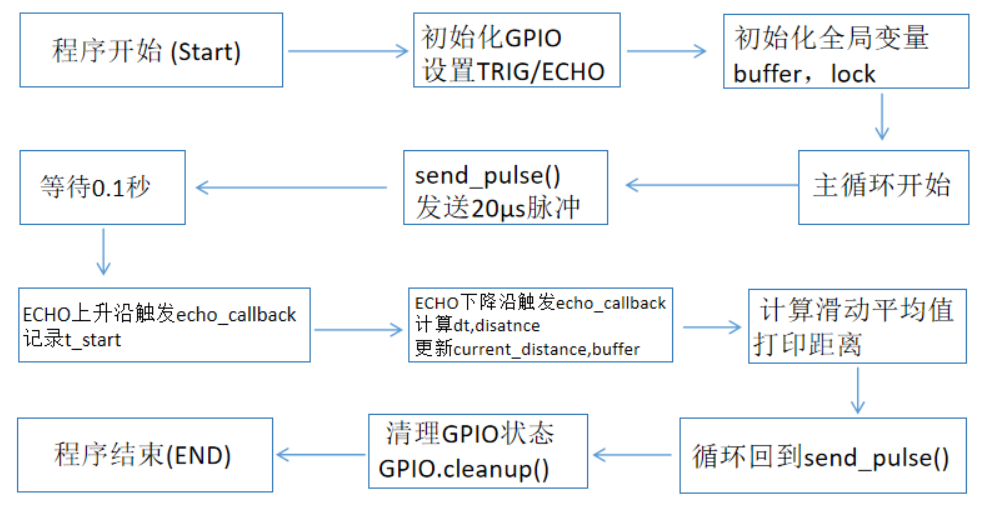 程序开始 (Start)
初始化GPIO
设置TRIG/ECHO
初始化全局变量
buffer，lock
主循环开始
send_pulse()
发送20μs脉冲
等待0.1秒
ECHO上升沿触发echo_callback
记录t_start
ECHO下降沿触发echo_callback
计算dt,disatnce
更新current_distance,buffer
计算滑动平均值
打印距离
循环回到send_pulse()
清理GPIO状态
GPIO.cleanup()
程序结束(END)